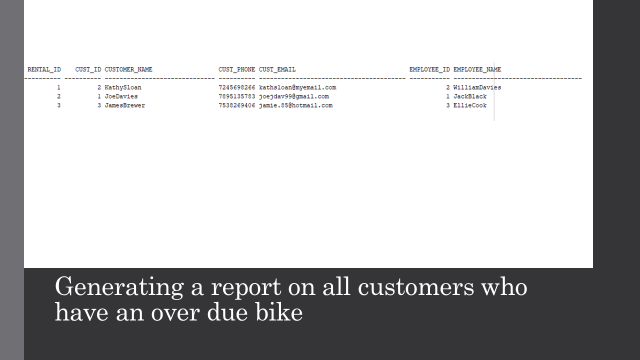 RENTAL_ID CUST_ID CUSTOMER_NAME CUST_PHONE CUST_EMAIL EMPLOYEE_ID EMPLOYEE_NAME
1 2 KathySloan 7245698266 kathsloan@myemail.com 2 WilliamDavies
2 1 JoeDavies 7895135783 joejdav99@gmail.com 1 JackBlack
3 3 JamesBrewer 7538269406 jamie.85@hotmail.com 3 EllieCook
Generating a report on all customers who
have an over due bike